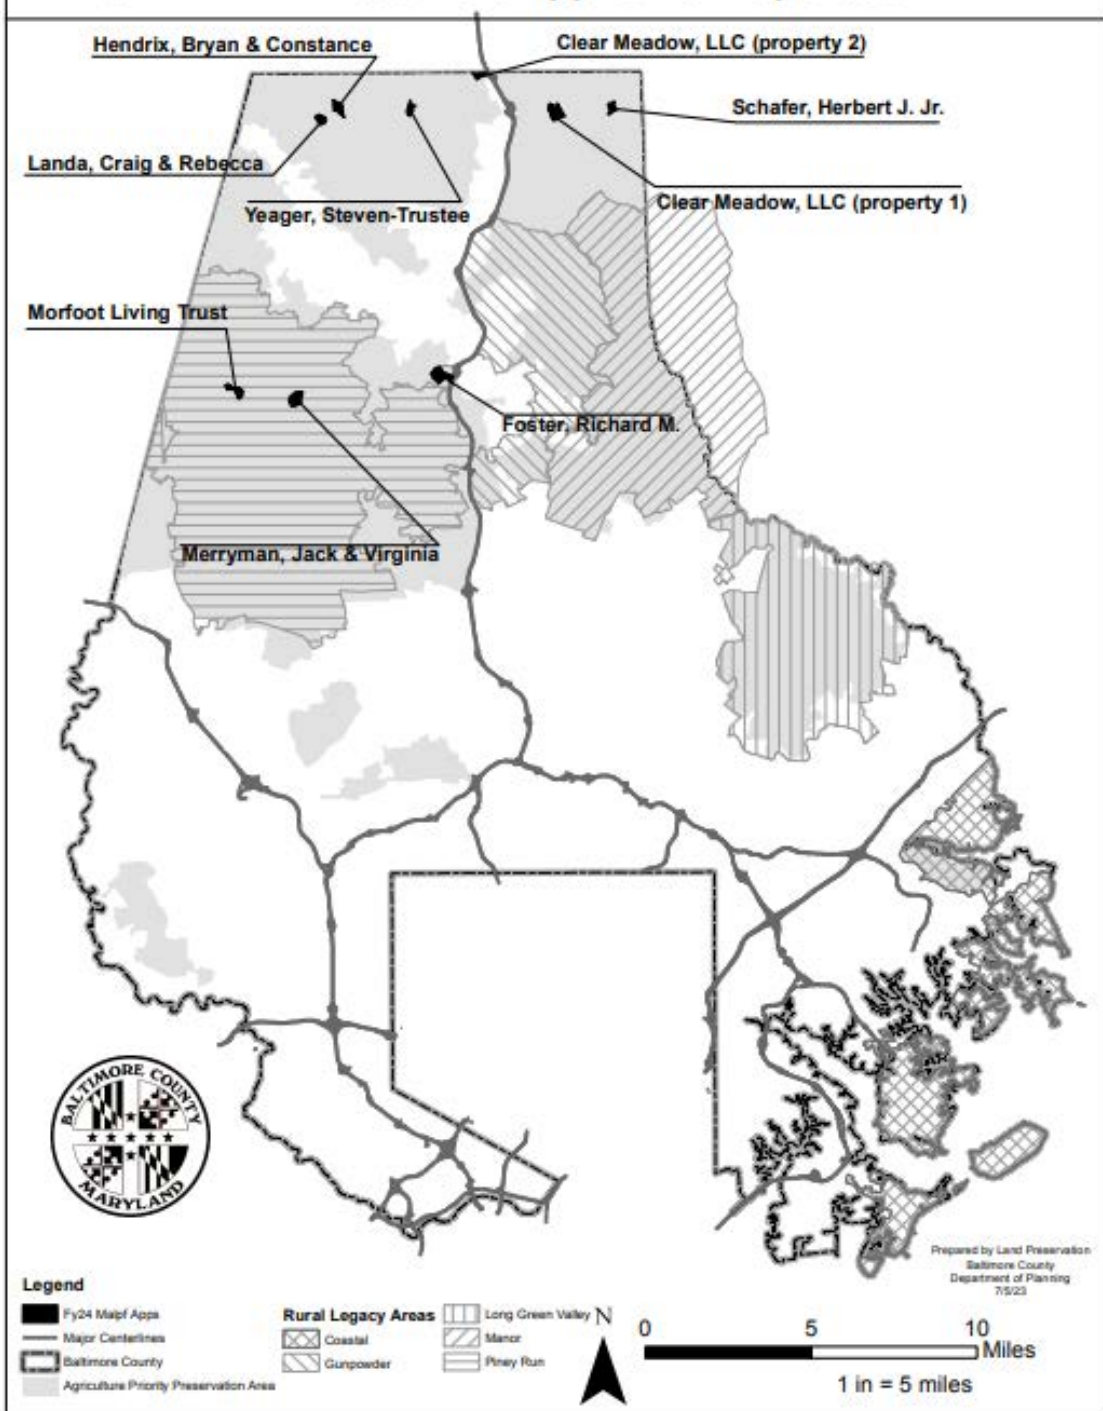 Hendrix, Bryan & Constance
Clear Meadow, LLC (property 2)
Schafer, Herbert J. Jr.
Landa, Craig & Rebecca
Yeager, Steven-Trustee
Clear Meadow, LLC (property 1)
Morfoot Living Trust
Foster, Richard M.
Merryman, Jack & Virginia
BALTIMORE COUNTY
MARYLAND
Prepared by Land Preservation
Baltimore County
Department of Planning
7/5/23
Legend
Fy24 Malpf Apps
Major Centerlines
Baltimore County
Agriculture Priority Preservation Area
Rural Legacy Areas
Coastal
Gunpowder
Long Green Valley
Manor
Piney Run
N
0 5 10
Miles
1 in = 5 miles